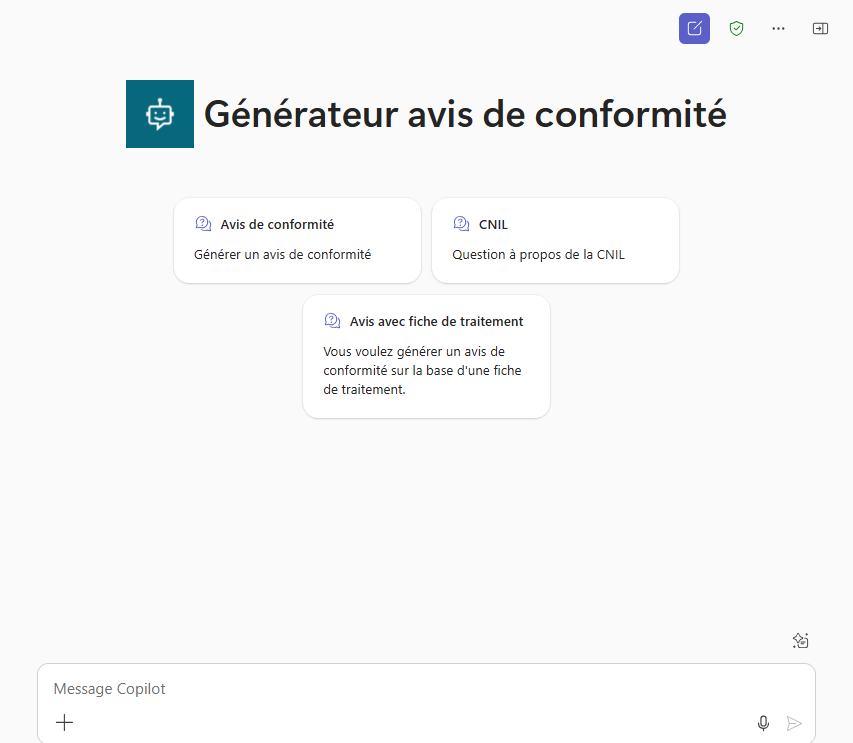 Générateur avis de conformité
Avis de conformité
Générer un avis de conformité
CNIL
Question à propos de la CNIL
Avis avec fiche de traitement
Vous voulez générer un avis de
conformité sur la base d'une fiche
de traitement.
Message Copilot